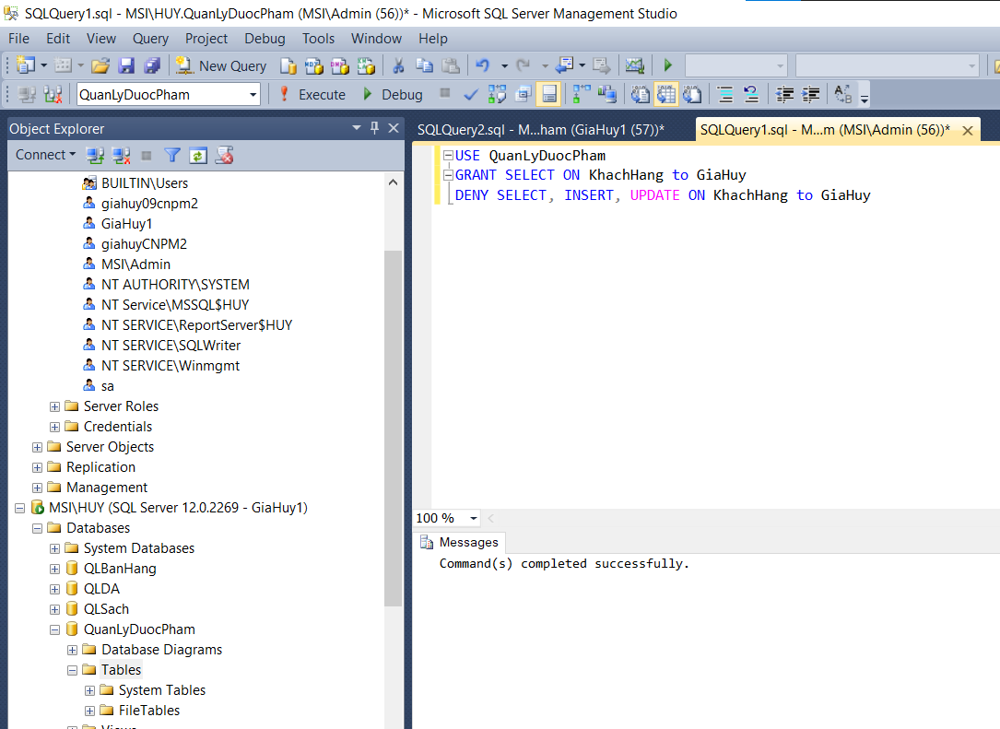 SQLQuery1.sql - MSI\HUY.QuanLyDuocPham (MSI\Admin (56))* - Microsoft SQL Server Management Studio
File Edit View Query Project Debug Tools Window Help
New Query
QuanLyDuocPham Execute Debug
Object Explorer
Connect
BUILTIN\Users
giahuy09cnpm2
GiaHuy1
giahuyCNPM2
MSI\Admin
NT AUTHORITY\SYSTEM
NT Service\MSSQL$HUY
NT SERVICE\ReportServer$HUY
NT SERVICE\SQLWriter
NT SERVICE\Winmgmt
sa
Server Roles
Credentials
Server Objects
Replication
Management
MSI\HUY (SQL Server 12.0.2269 - GiaHuy1)
Databases
System Databases
QLBanHang
QLDA
QLSach
QuanLyDuocPham
Database Diagrams
Tables
System Tables
FileTables
Views
SQLQuery2.sql - M...ham (GiaHuy1 (57))* SQLQuery1.sql - M...m (MSI\Admin (56))*
USE QuanLyDuocPham
GRANT SELECT ON KhachHang to GiaHuy
DENY SELECT, INSERT, UPDATE ON KhachHang to GiaHuy
100 %
Messages
Command(s) completed successfully.